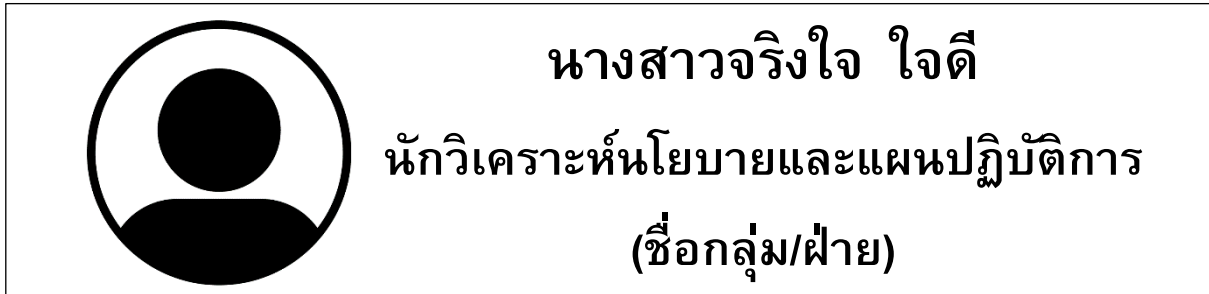 นางสาวจริงใจ ใจดี
นักวิเคราะห์นโยบายและแผนปฏิบัติการ
(ชื่อกลุ่ม/ฝ่าย)